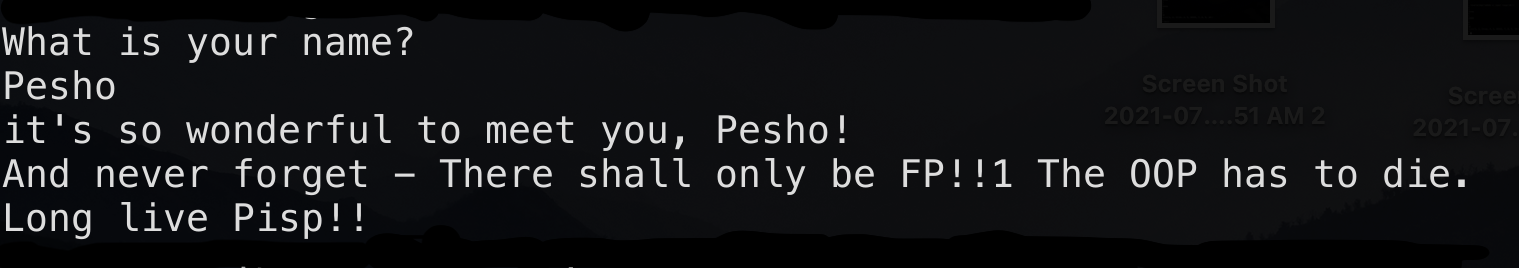 What is your name?
Pesho
it's so wonderful to meet you, Pesho!
And never forget – There shall only be FP!!1 The OOP has to die.
Long live Pisp!!
Screen Shot
2021-07....51 AM 2
Scree
2021-07.